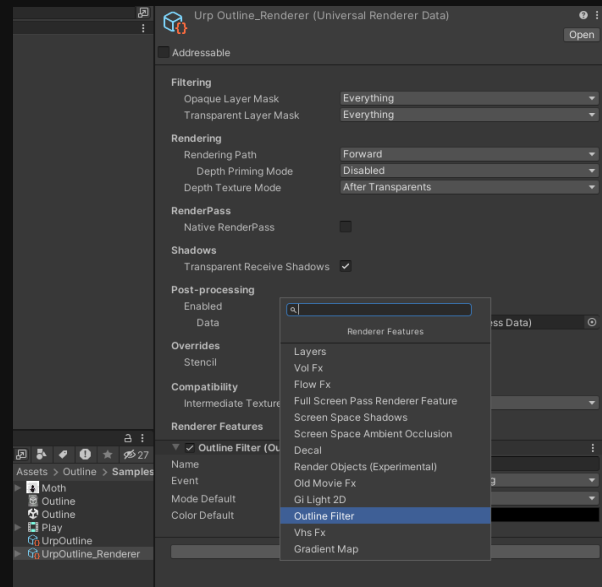 Urp Outline_Renderer (Universal Renderer Data)
Open
Addressable
Filtering
Opaque Layer Mask Everything
Transparent Layer Mask Everything
Rendering
Rendering Path Forward
Depth Priming Mode Disabled
Depth Texture Mode After Transparents
RenderPass
Native RenderPass
Shadows
Transparent Receive Shadows
Post-processing
Enabled
Data ess Data)
Overrides
Stencil
Compatibility
Intermediate Texture
Renderer Features
Outline Filter (Ou
Name
Event g
Mode Default
Color Default
Renderer Features
Layers
Vol Fx
Flow Fx
Full Screen Pass Renderer Feature
Screen Space Shadows
Screen Space Ambient Occlusion
Decal
Render Objects (Experimental)
Old Movie Fx
Gi Light 2D
Outline Filter
Vhs Fx
Gradient Map
27
Assets > Outline > Samples
Moth
Outline
Outline
Play
UrpOutline
UrpOutline_Renderer